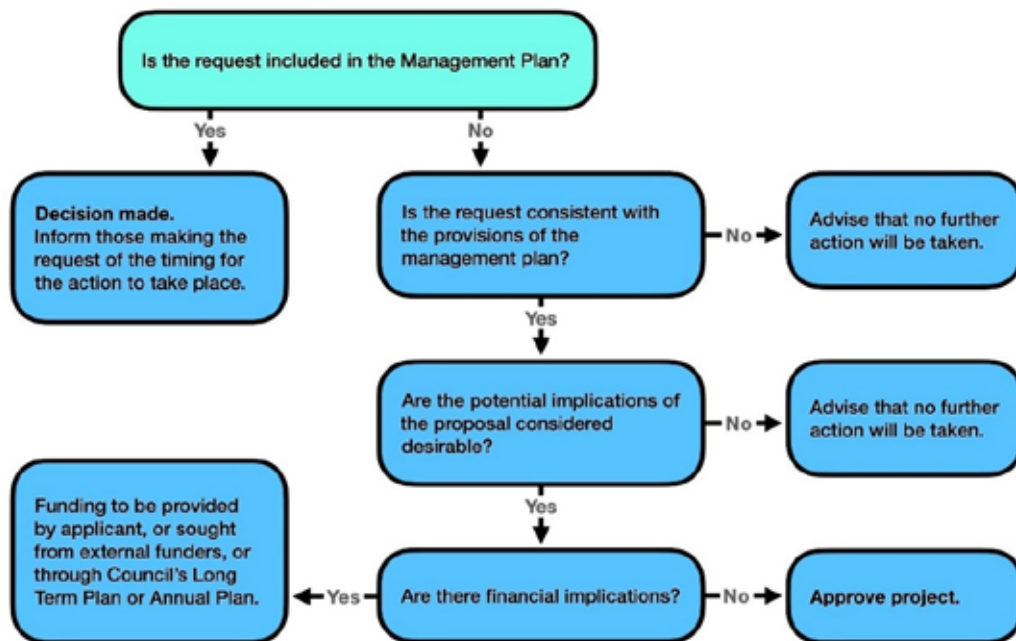 Is the request included in the Management Plan?
Yes
No
Decision made.
Inform those making the
request of the timing for
the action to take place.
Is the request consistent with
the provisions of the
management plan?
No
Advise that no further
action will be taken.
Yes
Are the potential implications of
the proposal considered
desirable?
No
Advise that no further
action will be taken.
Yes
Funding to be provided
by applicant, or sought
from external funders, or
through Council's Long
Term Plan or Annual Plan.
Yes
Are there financial implications?
No
Approve project.